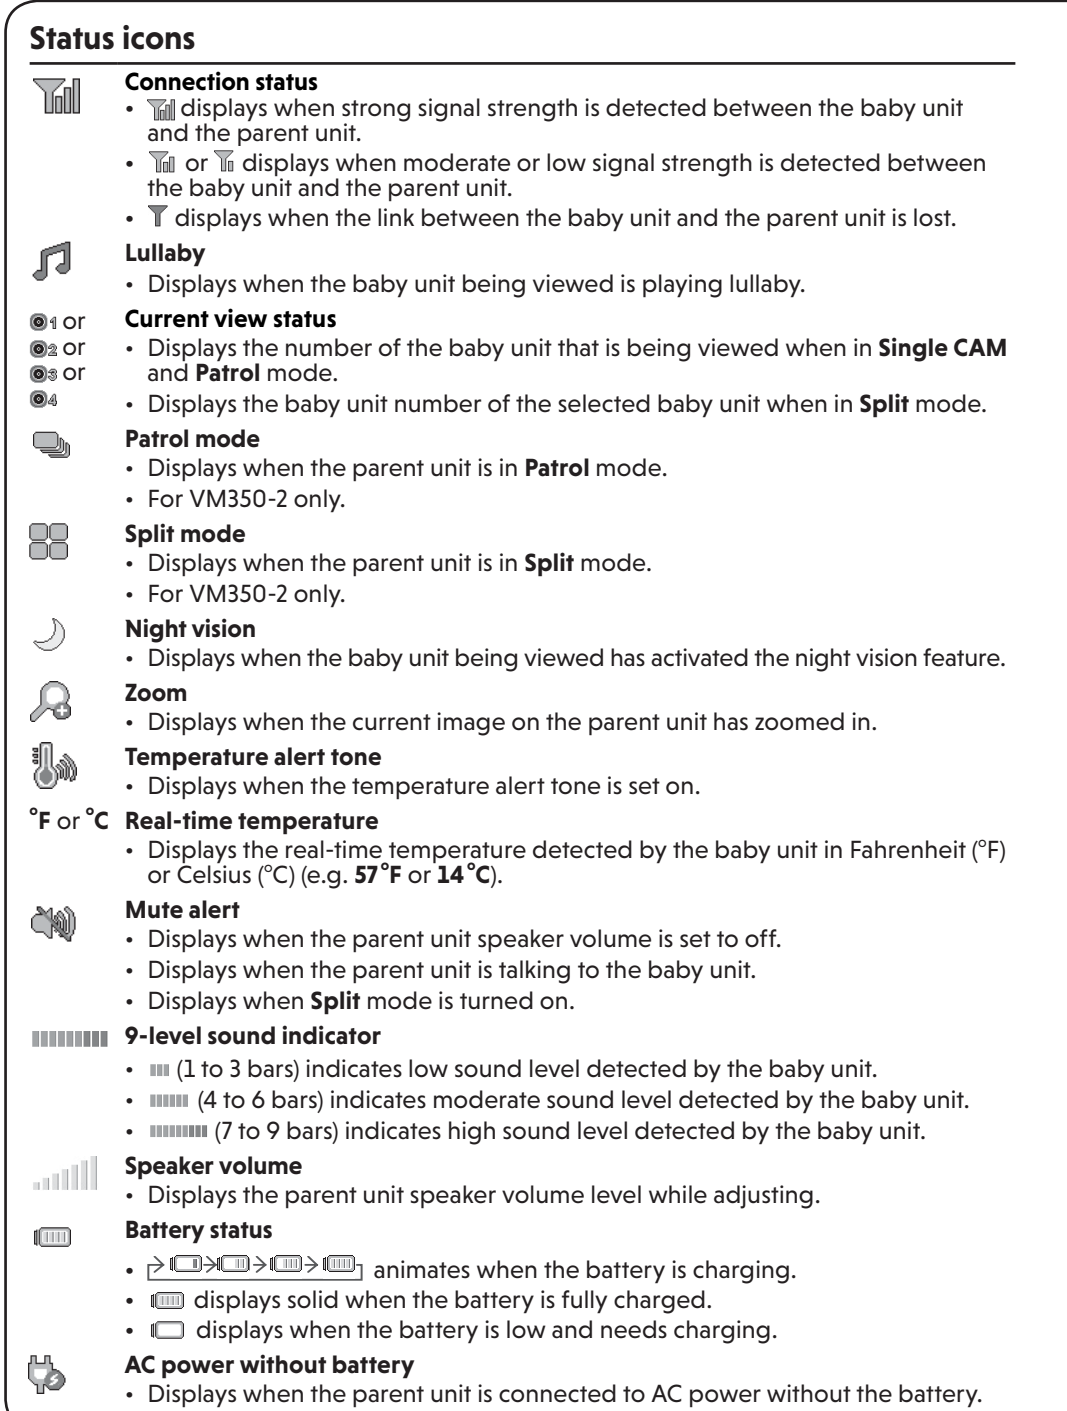 Status icons
Connection status
• displays when strong signal strength is detected between the baby unit
and the parent unit.
• or displays when moderate or low signal strength is detected between
the baby unit and the parent unit.
• displays when the link between the baby unit and the parent unit is lost.
Lullaby
• Displays when the baby unit being viewed is playing lullaby.
1 or
2 or
3 or
4
Current view status
• Displays the number of the baby unit that is being viewed when in Single CAM
and Patrol mode.
• Displays the baby unit number of the selected baby unit when in Split mode.
Patrol mode
• Displays when the parent unit is in Patrol mode.
• For VM350-2 only.
Split mode
• Displays when the parent unit is in Split mode.
• For VM350-2 only.
Night vision
• Displays when the baby unit being viewed has activated the night vision feature.
Zoom
• Displays when the current image on the parent unit has zoomed in.
Temperature alert tone
• Displays when the temperature alert tone is set on.
°F or °C Real-time temperature
• Displays the real-time temperature detected by the baby unit in Fahrenheit (°F)
or Celsius (°C) (e.g. 57°F or 14°C).
Mute alert
• Displays when the parent unit speaker volume is set to off.
• Displays when the parent unit is talking to the baby unit.
• Displays when Split mode is turned on.
9-level sound indicator
• (1 to 3 bars) indicates low sound level detected by the baby unit.
• (4 to 6 bars) indicates moderate sound level detected by the baby unit.
• (7 to 9 bars) indicates high sound level detected by the baby unit.
Speaker volume
• Displays the parent unit speaker volume level while adjusting.
Battery status
• animates when the battery is charging.
• displays solid when the battery is fully charged.
• displays when the battery is low and needs charging.
AC power without battery
• Displays when the parent unit is connected to AC power without the battery.